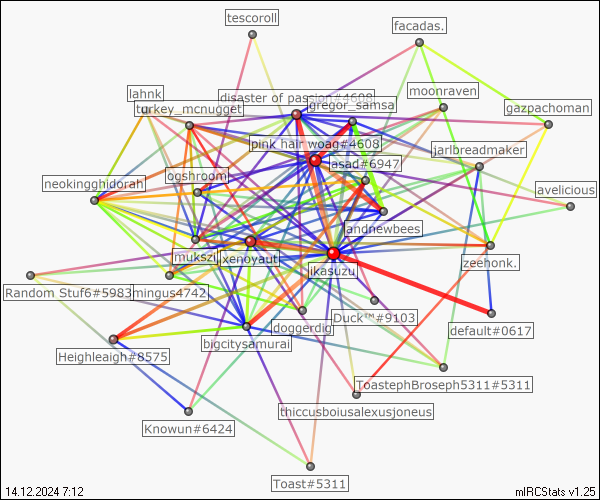 tescoroll
facadas.
moonraven
lahnk
disaster of passion#4608
gregor_samsa
turkey_mcnugget
gazpachoman
pink hair woag#4608
jarlbreadmaker
asad#6947
ogshroom
neokingghidorah
avelicious
andnewbees
mukszi
xenoyaut
zeehonk.
jikasuzu
Random Stuf6#5983
mingus4742
Duck™#9103
doggerdig
default#0617
bigcitysamurai
Heighleaigh#8575
ToastephBroseph5311#5311
thiccusboiusalexusjoneus
Knowun#6424
Toast#5311
14.12.2024 7:12
mIRCStats v1.25